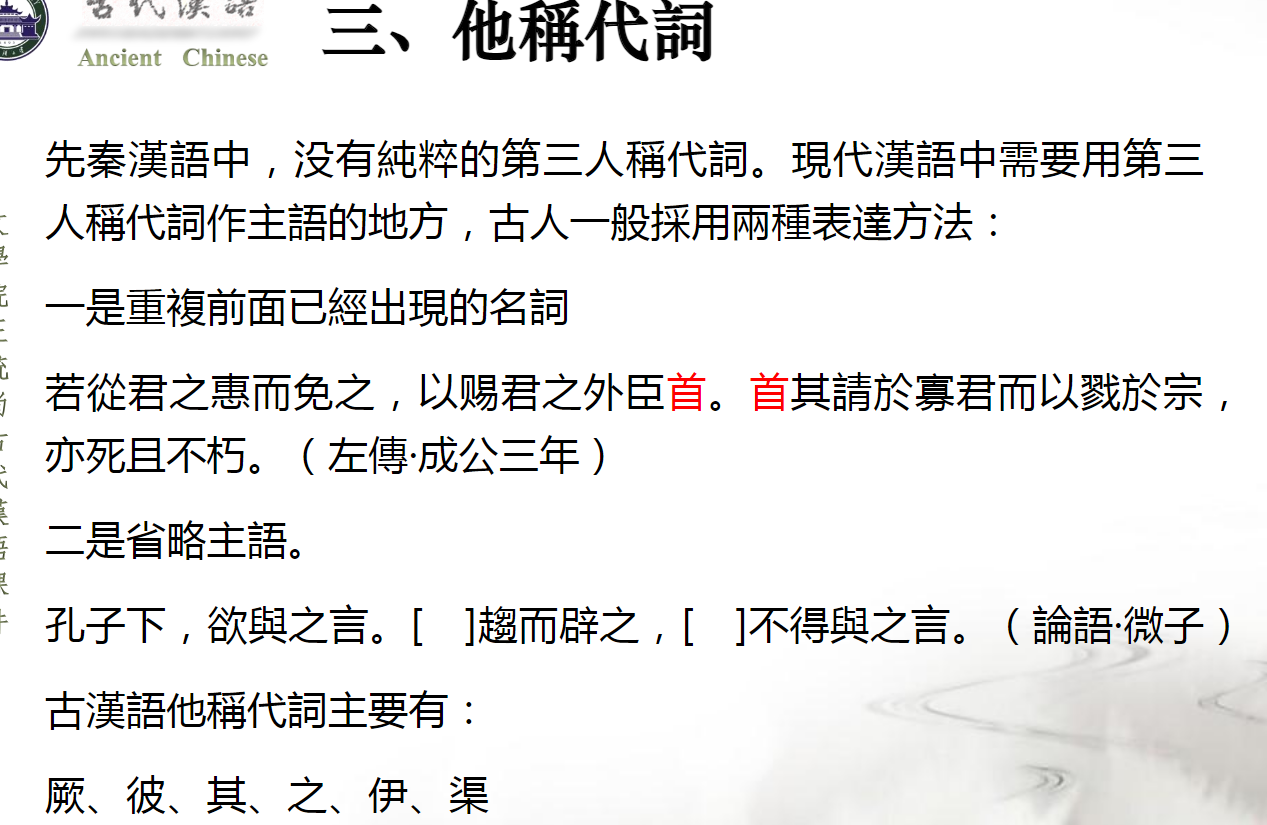 古代漢語
Ancient Chinese
三、他稱代詞
先秦漢語中，没有純粹的第三人稱代詞。現代漢語中需要用第三
人稱代詞作主語的地方，古人一般採用兩種表達方法：
一是重複前面已經出現的名詞
若從君之惠而免之，以赐君之外臣首。首其請於寡君而以戮於宗，
亦死且不朽。（左傳·成公三年）
二是省略主語。
孔子下，欲與之言。[　]趨而辟之，[　]不得與之言。（論語·微子）
古漢語他稱代詞主要有：
厥、彼、其、之、伊、渠